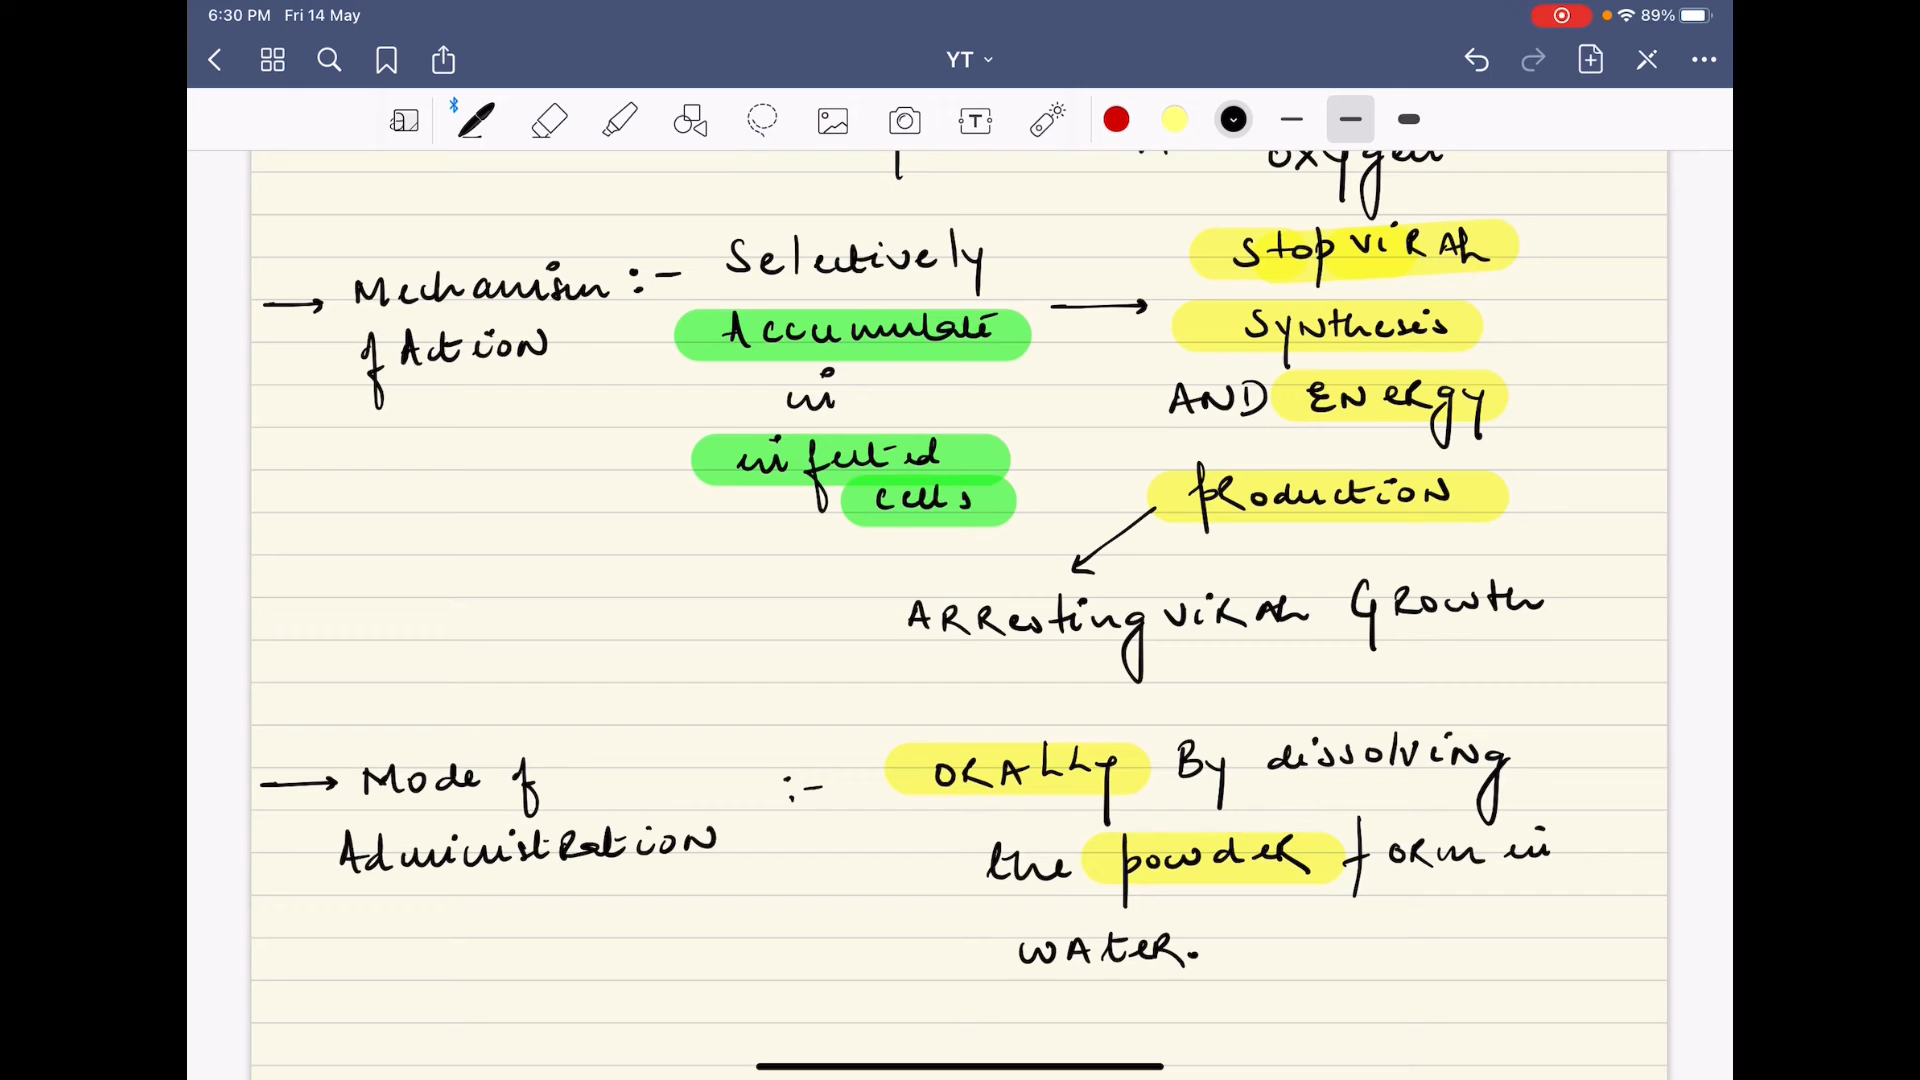 6:30 PM Fri 14 May
89%
YT
oxygen
→ Mechanism :- Selectively → Stop viral
of Action Accumulate Synthesis
in AND Energy
infected production
cells
Arresting viral Growth
→ Mode of :- orally By dissolving
Administration the powder form in
water.